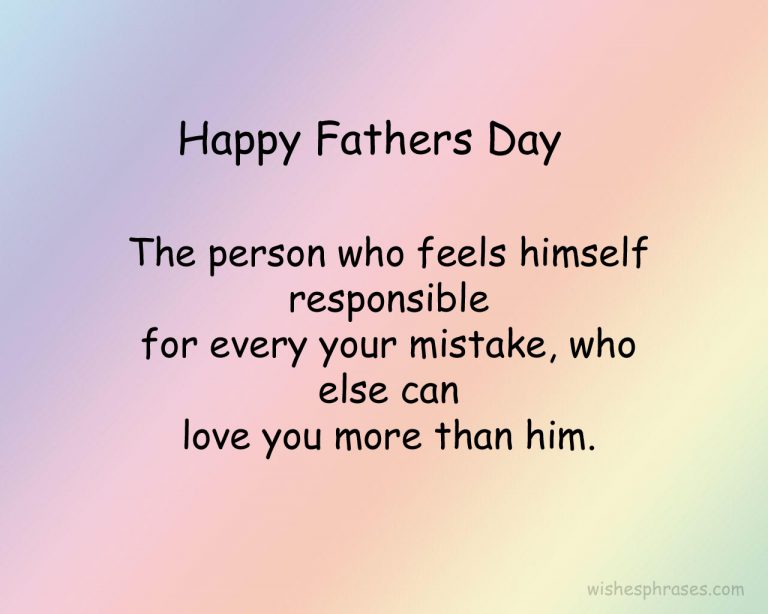 Happy Fathers Day
The person who feels himself
responsible
for every your mistake, who
else can
love you more than him.
wishesphrases.com